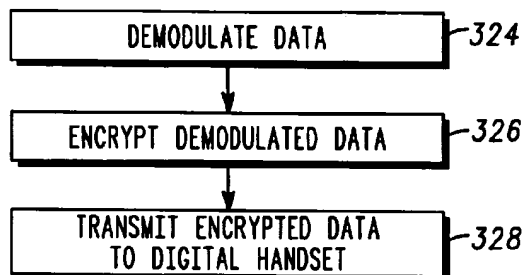 DEMODULATE DATA
324
ENCRYPT DEMODULATED DATA
326
TRANSMIT ENCRYPTED DATA
TO DIGITAL HANDSET
328